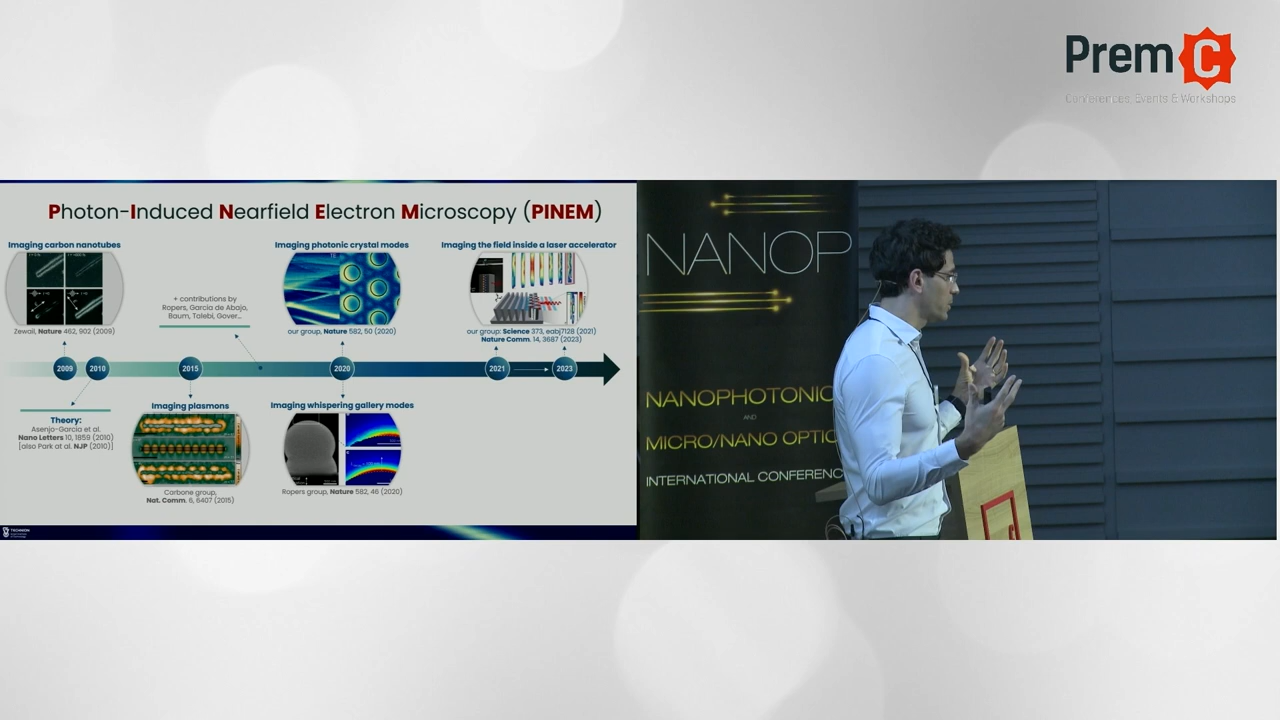 Prem C
Conferences, Events & Workshops
Photon-Induced Nearfield Electron Microscopy (PINEM)
Imaging carbon nanotubes
Zewail, Nature 462, 902 (2009)
+ contributions by
Ropers, Garcia de Abajo,
Baum, Talebi, Gover...
Imaging photonic crystal modes
our group, Nature 582, 50 (2020)
Imaging the field inside a laser accelerator
our group: Science 373, eabj7128 (2021)
Nature Comm. 14, 3687 (2023)
2009
2010
2015
2020
2021
2023
Theory:
Asenjo-Garcia et al.
Nano Letters 10, 1859 (2010)
[also Park at al. NJP (2010)]
Imaging plasmons
Carbone group,
Nat. Comm. 6, 6407 (2015)
Imaging whispering gallery modes
Ropers group, Nature 582, 46 (2020)
TECHNION
NANOP
NANOPHOTONIC
AND
MICRO/NANO OPTIC
INTERNATIONAL CONFERENC